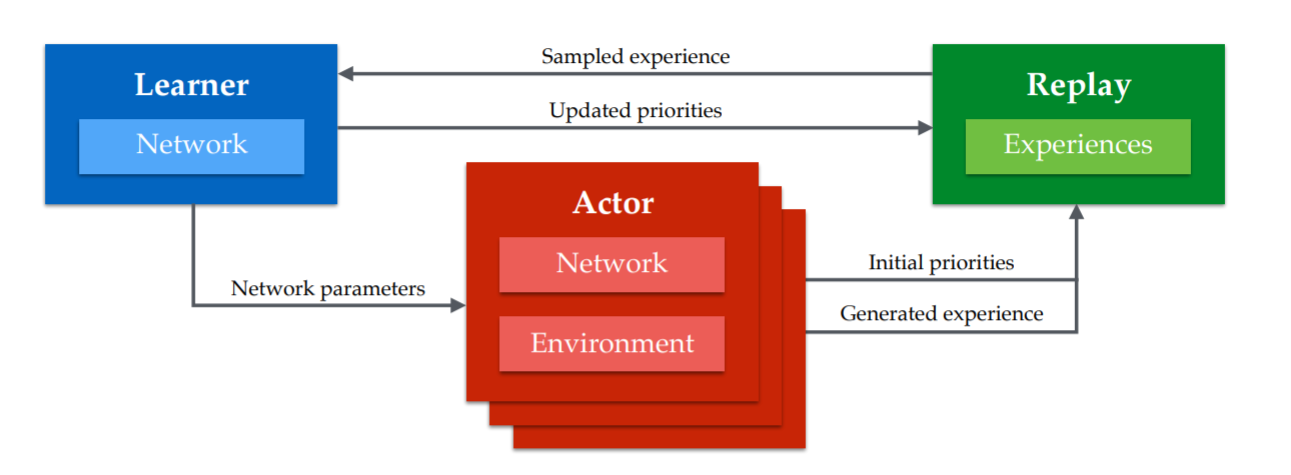 Learner
Network
Sampled experience
Updated priorities
Replay
Experiences
Actor
Network
Environment
Network parameters
Initial priorities
Generated experience